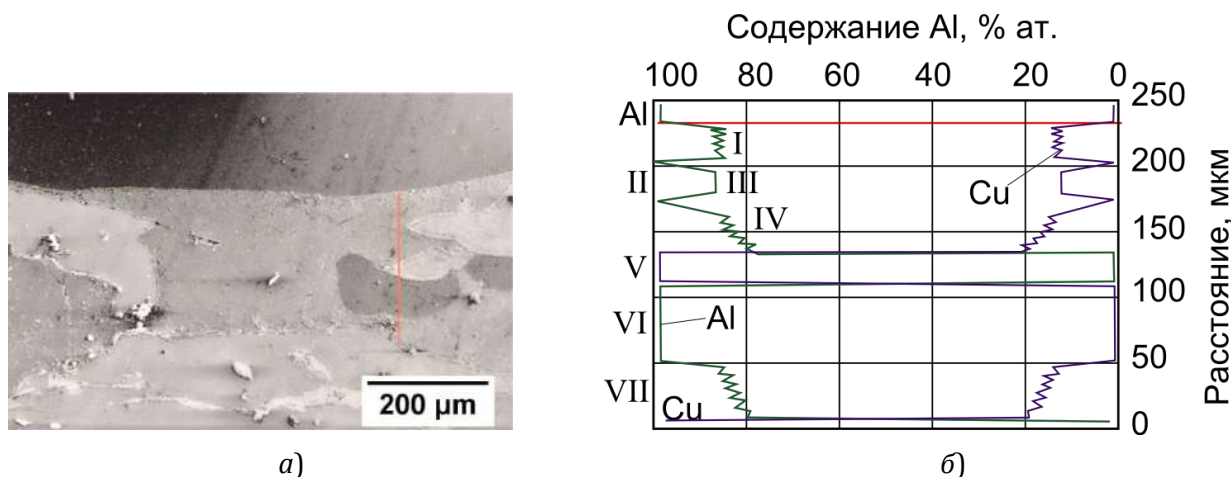 Содержание Al, % ат.
100 80 60 40 20 0
Al
I
II
III
IV
V
VI
VII
Cu
Al
Cu
250
200
150
100
50
0
Расстояние, мкм
200 µm
а)
б)